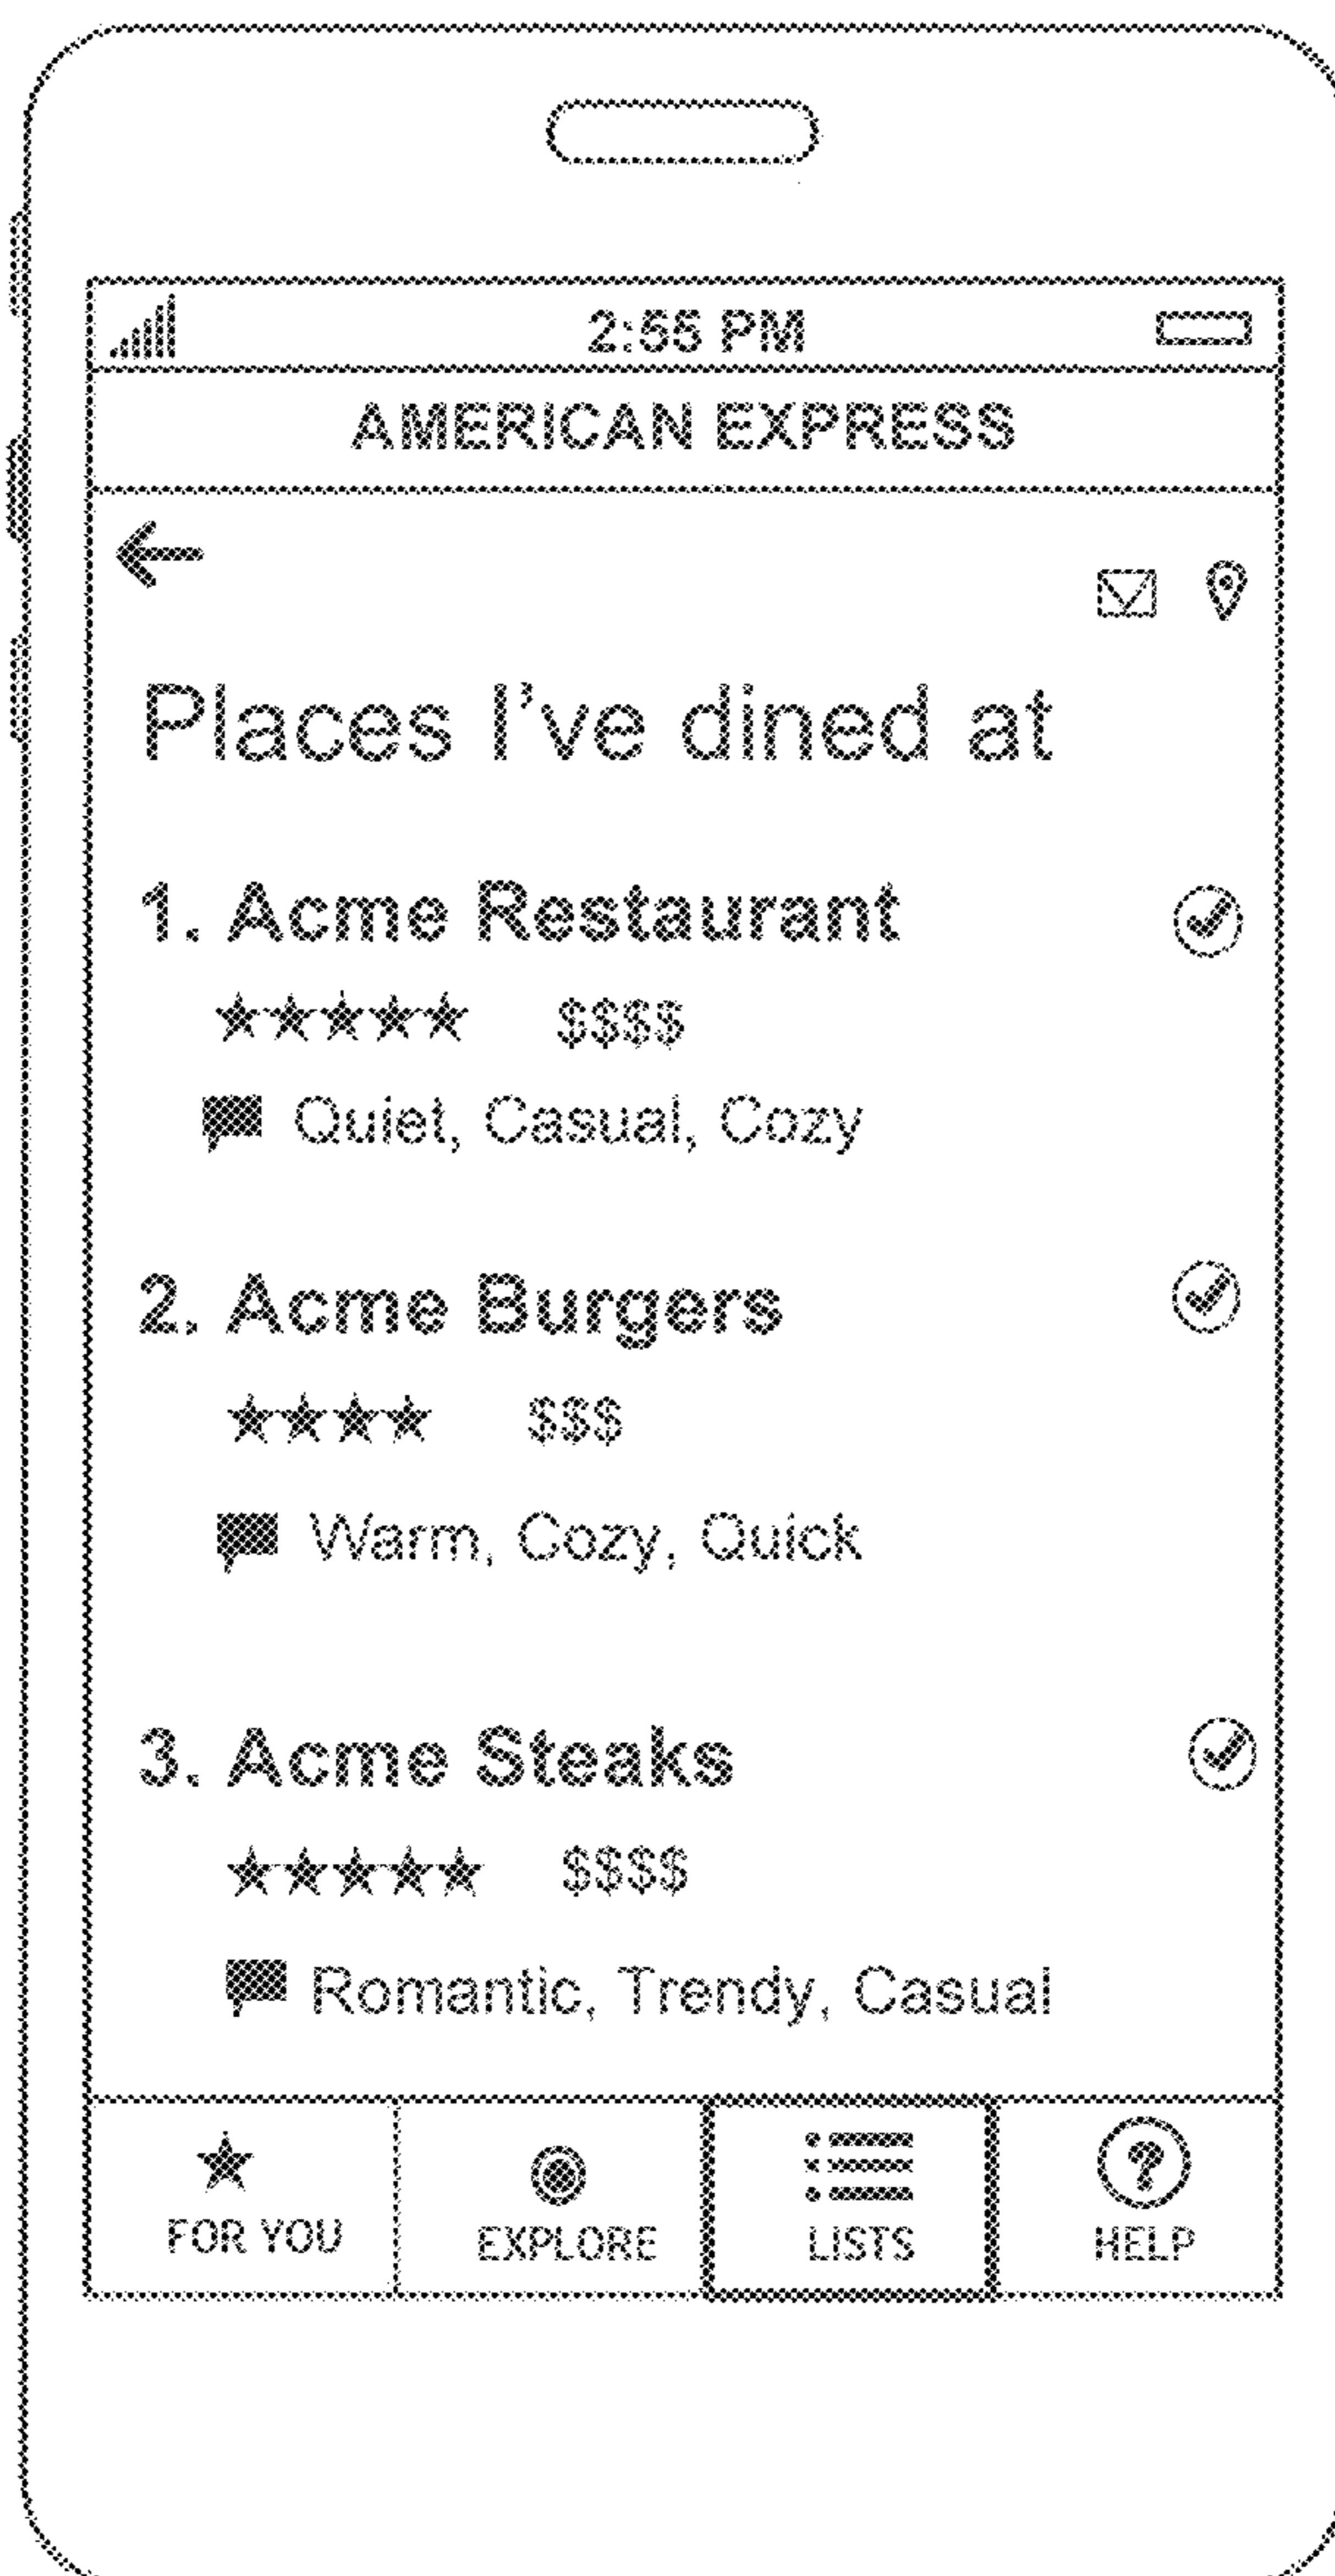 2:55 PM
AMERICAN EXPRESS
Places I've dined at
1. Acme Restaurant
★★★★★ $$$$
Quiet, Casual, Cozy
2. Acme Burgers
★★★★ $$$
Warm, Cozy, Quick
3. Acme Steaks
★★★★★ $$$$
Romantic, Trendy, Casual
FOR YOU EXPLORE LISTS HELP